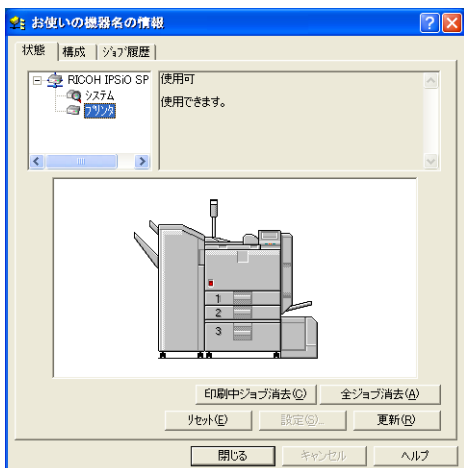 お使いの機器名の情報
状態 構成 ジョブ履歴
RICOH IPSiO SP
システム
プリンタ
使用可
使用できます。
1
2
3
印刷中ジョブ消去(C) 全ジョブ消去(A)
リセット(E) 設定(S)... 更新(R)
閉じる キャンセル ヘルプ